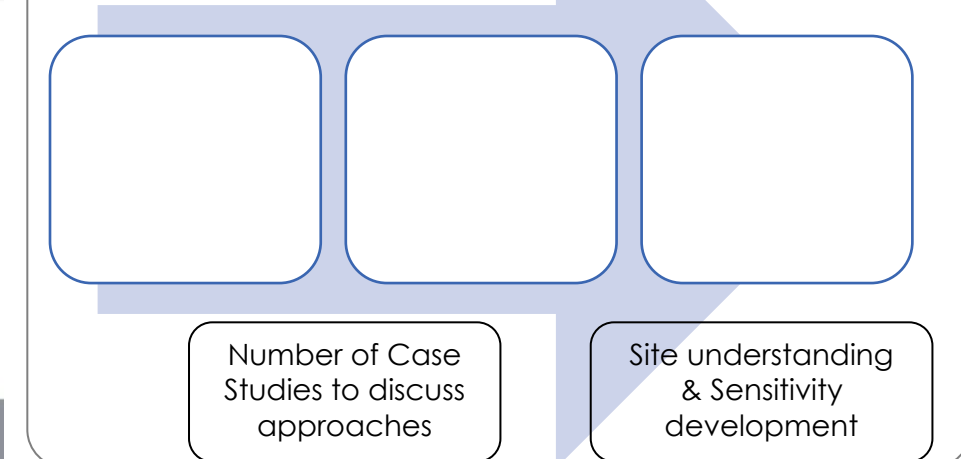 Number of Case
Studies to discuss
approaches
Site understanding
& Sensitivity
development